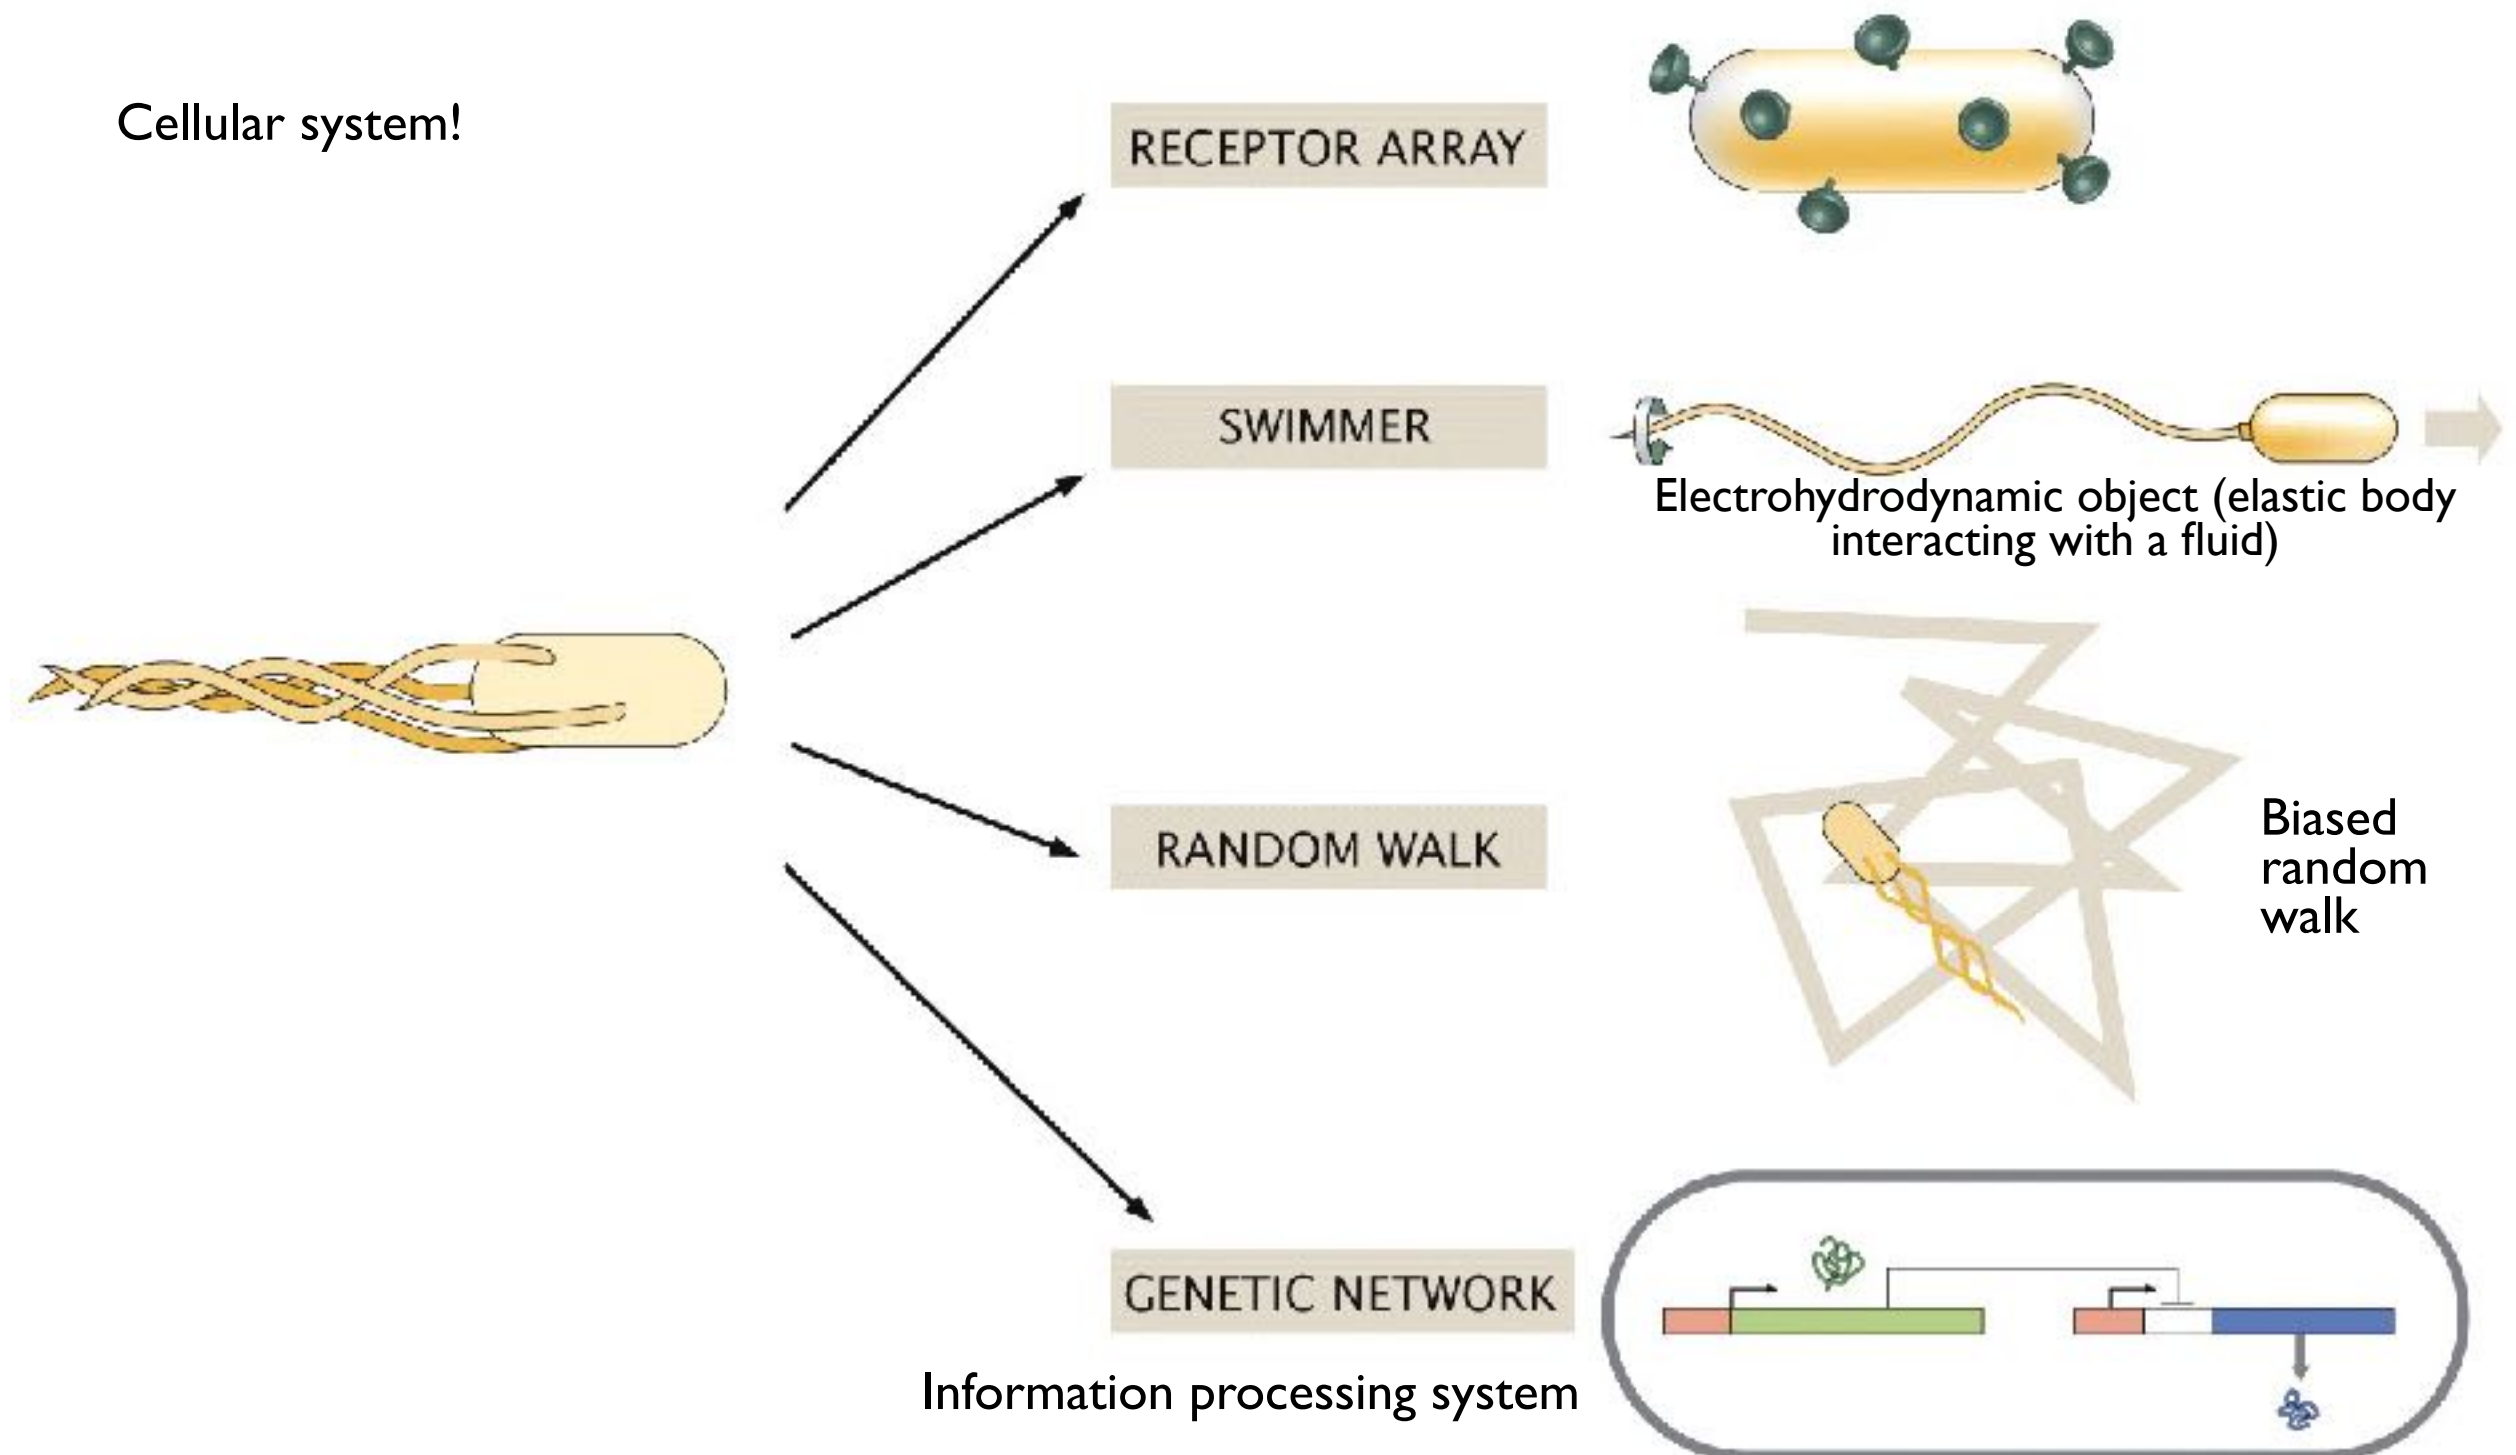 Cellular system!
RECEPTOR ARRAY
SWIMMER
Electrohydrodynamic object (elastic body
interacting with a fluid)
RANDOM WALK
Biased
random
walk
GENETIC NETWORK
Information processing system